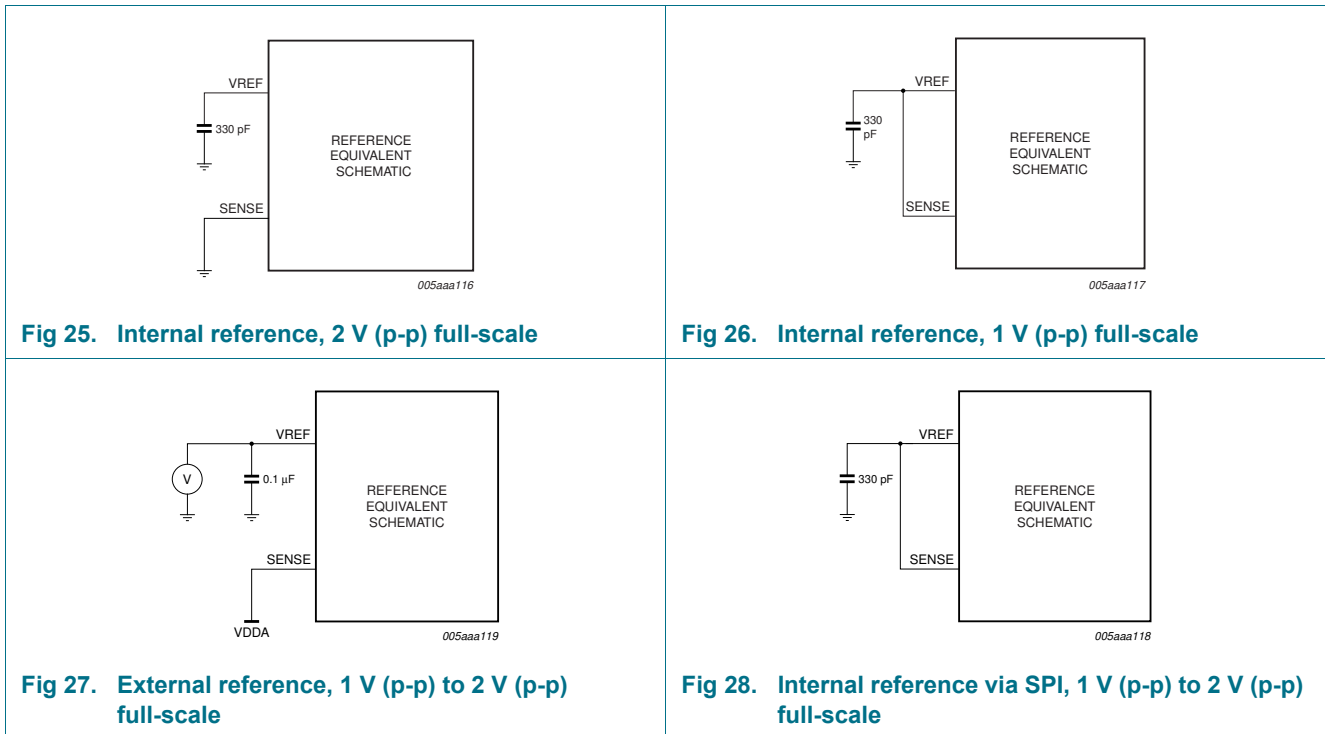 VREF
330 pF
REFERENCE
EQUIVALENT
SCHEMATIC
SENSE
005aaa116
Fig 25. Internal reference, 2 V (p-p) full-scale
VREF
330
pF
REFERENCE
EQUIVALENT
SCHEMATIC
SENSE
005aaa117
Fig 26. Internal reference, 1 V (p-p) full-scale
VREF
V
0.1 μF
REFERENCE
EQUIVALENT
SCHEMATIC
SENSE
VDDA
005aaa119
Fig 27. External reference, 1 V (p-p) to 2 V (p-p)
full-scale
VREF
330 pF
REFERENCE
EQUIVALENT
SCHEMATIC
SENSE
005aaa118
Fig 28. Internal reference via SPI, 1 V (p-p) to 2 V (p-p)
full-scale